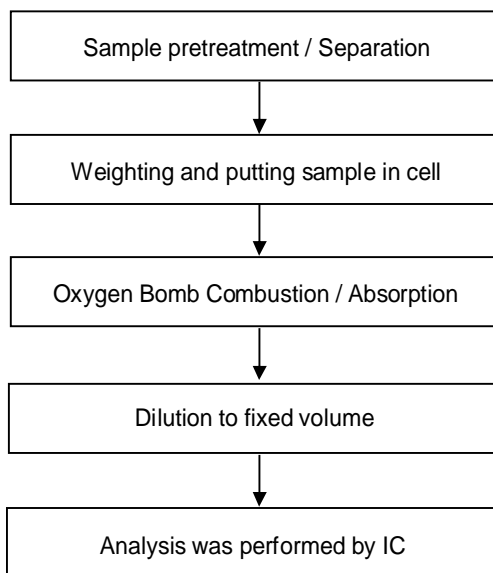 Sample pretreatment / Separation
Weighting and putting sample in cell
Oxygen Bomb Combustion / Absorption
Dilution to fixed volume
Analysis was performed by IC